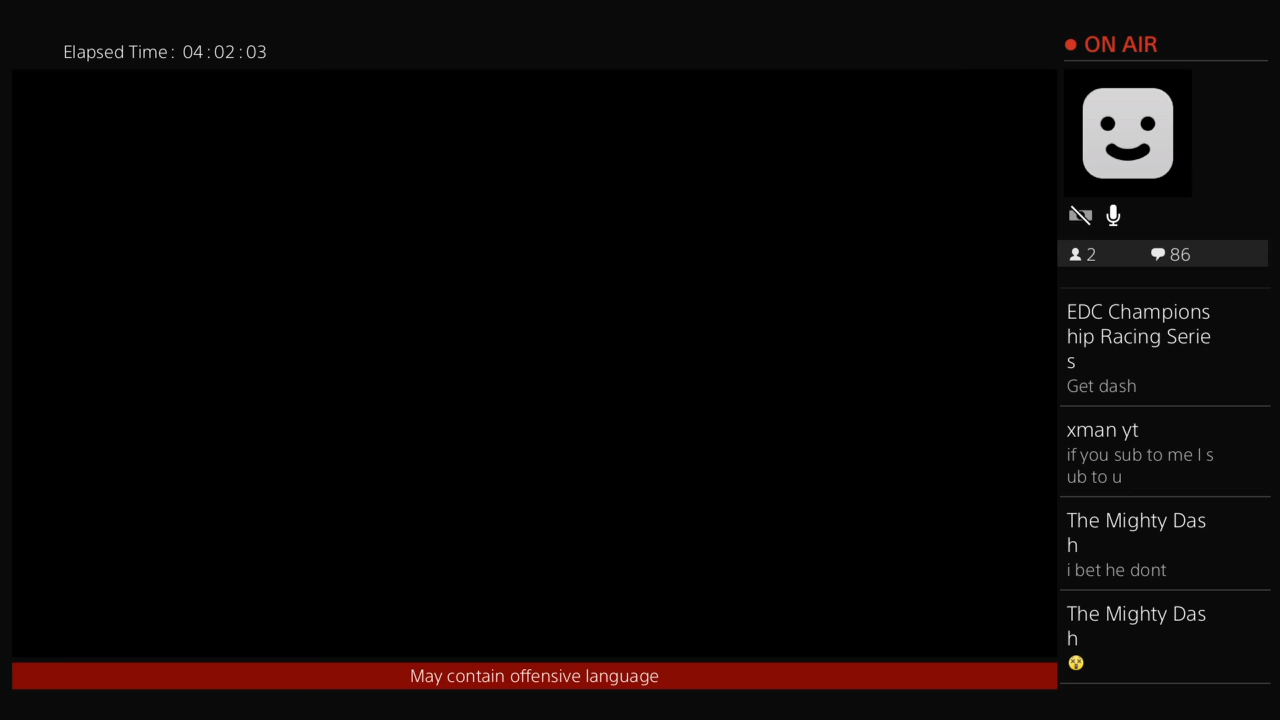 Elapsed Time: 04:02:03
ON AIR
2 86
EDC Champions
hip Racing Serie
s
Get dash
xman yt
if you sub to me I s
ub to u
The Mighty Das
h
i bet he dont
The Mighty Das
h
May contain offensive language